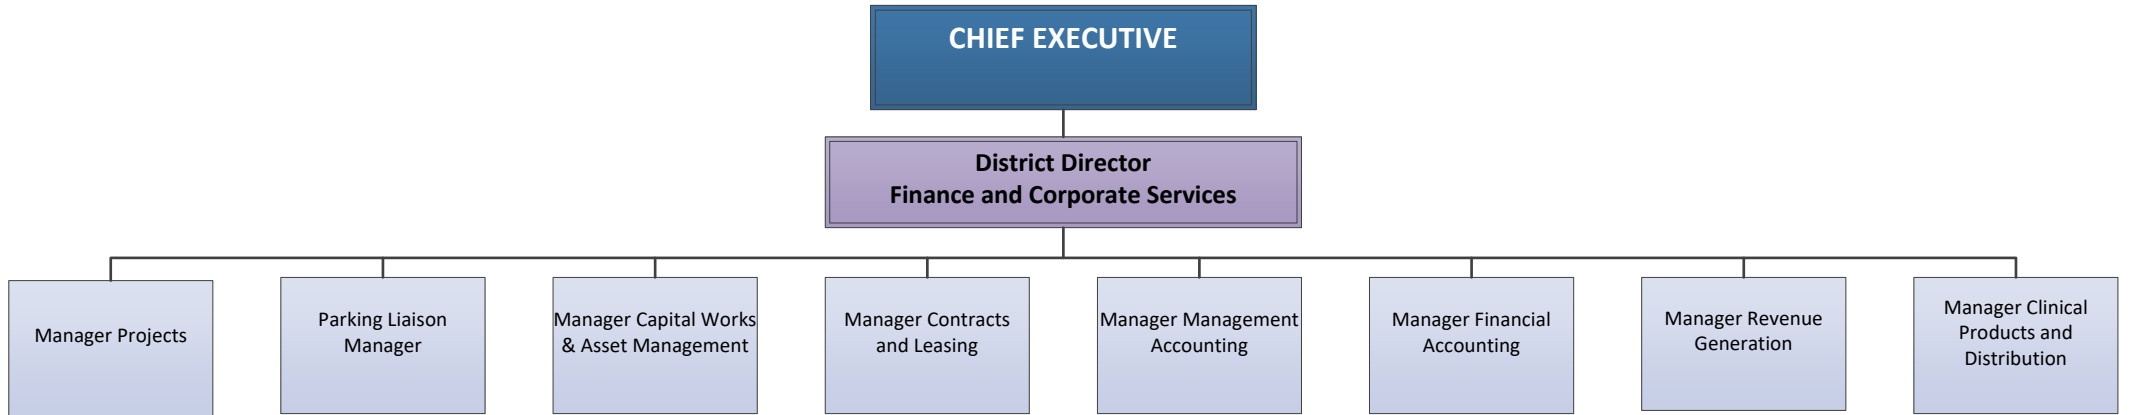 CHIEF EXECUTIVE
District Director
Finance and Corporate Services
Manager Projects
Parking Liaison
Manager
Manager Capital Works
& Asset Management
Manager Contracts
and Leasing
Manager Management
Accounting
Manager Financial
Accounting
Manager Revenue
Generation
Manager Clinical
Products and
Distribution